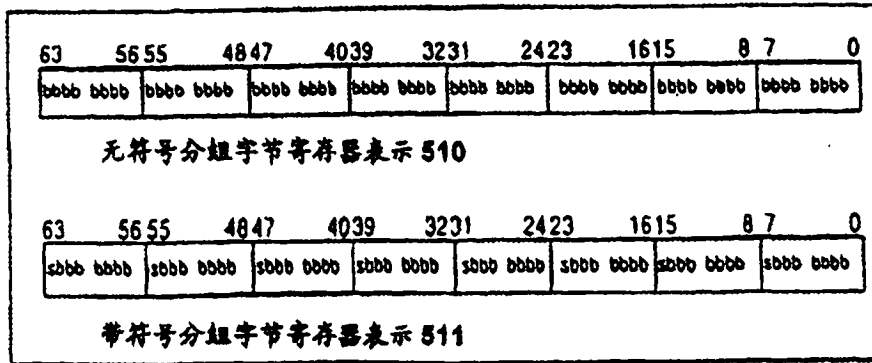 63 56 55 48 47 40 39 32 31 24 23 16 15 8 7 0
bbbb bbbb bbbb bbbb bbbb bbbb bbbb bbbb bbbb bbbb bbbb bbbb bbbb bbbb bbbb bbbb
无符号分组字节寄存器表示 510
63 56 55 48 47 40 39 32 31 24 23 16 15 8 7 0
sbbb bbbb sbbb bbbb sbbb bbbb sbbb bbbb sbbb bbbb sbbb bbbb sbbb bbbb sbbb bbbb
带符号分组字节寄存器表示 511